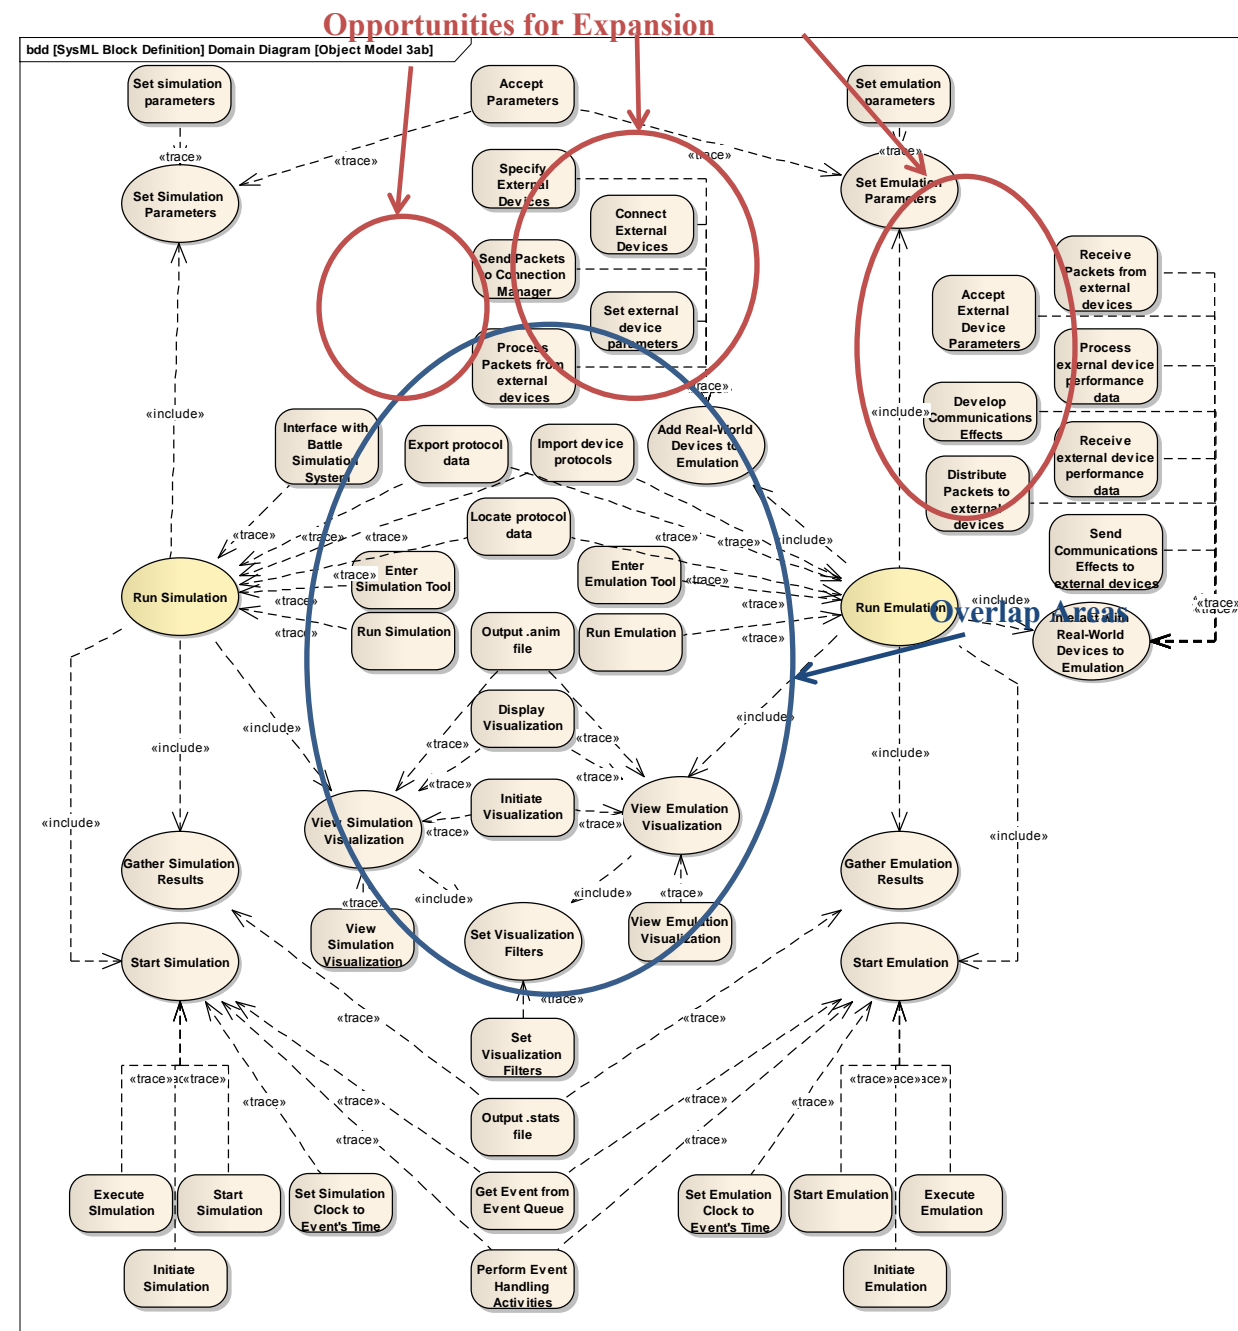 Opportunities for Expansion
bdd [SysML Block Definition] Domain Diagram [Object Model 3ab]
Set simulation
parameters
Accept
Parameters
Set emulation
parameters
«trace»
«trace»
«trace»
«trace»
Set Simulation
Parameters
Specify
External
Devices
Set Emulation
Parameters
Connect
External
Devices
Send Packets
to Connection
Manager
Receive
Packets from
external
devices
Accept
External
Device
Parameters
Set external
device
parameters
Process
Packets from
external
devices
Process
external device
performance
data
«include»
«include»
Develop
Communications
Effects
Interface with
Battle
Simulation
System
Export protocol
data
Import device
protocols
Add Real-World
Devices to
Emulation
Receive
external device
performance
data
Distribute
Packets to
external
devices
Locate protocol
data
Send
Communications
Effects to
external devices
«trace»
«trace»
«trace»
«trace»
«trace»
«include»
Enter
Simulation Tool
«trace»
Enter
Emulation Tool
«trace»
Run Simulation
Run Emulation
«trace»
«trace»
«include»
«trace»
Overlap Areas
Run Simulation
«trace»
Output .anim
file
Run Emulation
«trace»
Interact with
Real-World
Devices to
Emulation
Display
Visualization
«include»
«include»
«include»
«trace»
«trace»
«include»
«include»
«trace»
«trace»
Initiate
Visualization
View Simulation
Visualization
«trace»
«trace»
View Emulation
Visualization
«include»
«include»
Gather Simulation
Results
Gather Emulation
Results
«include»
«include»
«trace»
«trace»
View
Simulation
Visualization
Set Visualization
Filters
View Emulation
Visualization
Start Simulation
Start Emulation
«trace»
«trace»
«trace»
Set
Visualization
Filters
«trace»
«trace»
«trace»
«trace»
«trace»
«trace»
«trace»
«trace»
«trace»
«trace»
Output .stats
file
Execute
SImulation
Start
Simulation
Set Simulation
Clock to
Event's Time
Get Event from
Event Queue
Set Emulation
Clock to
Event's Time
Start Emulation
Execute
Emulation
Initiate
Simulation
Perform Event
Handling
Activities
Initiate
Emulation